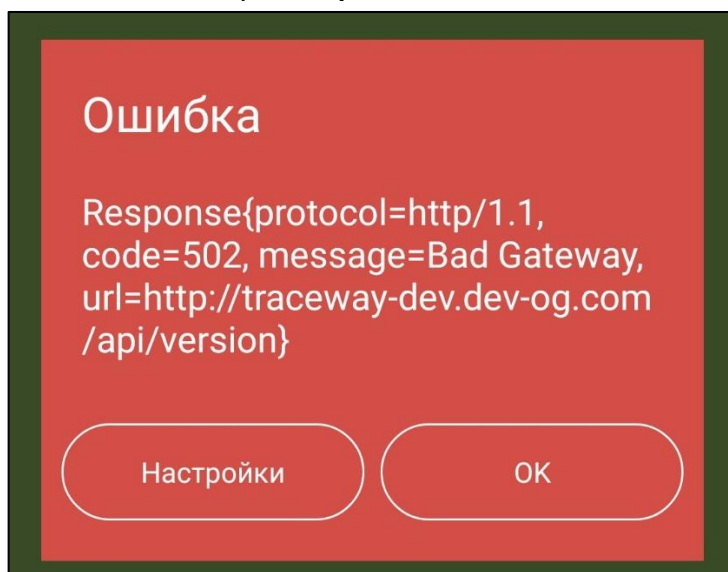 Ошибка
Response{protocol=http/1.1,
code=502, message=Bad Gateway,
url=http://traceway-dev.dev-og.com
/api/version}
Настройки
OK